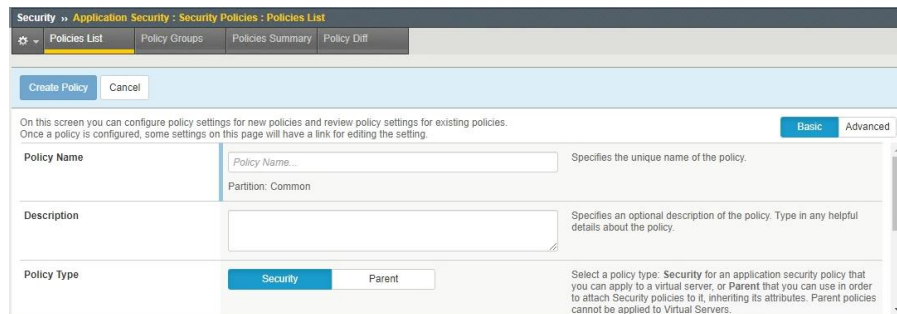 Security ›› Application Security : Security Policies : Policies List
Policies List Policy Groups Policies Summary Policy Diff
Create Policy Cancel
On this screen you can configure policy settings for new policies and review policy settings for existing policies.
Once a policy is configured, some settings on this page will have a link for editing the setting.
Basic Advanced
Policy Name
Policy Name...
Partition: Common
Specifies the unique name of the policy.
Description
Specifies an optional description of the policy. Type in any helpful
details about the policy.
Policy Type
Security Parent
Select a policy type: Security for an application security policy that
you can apply to a virtual server, or Parent that you can use in order
to attach Security policies to it, inheriting its attributes. Parent policies
cannot be applied to Virtual Servers.